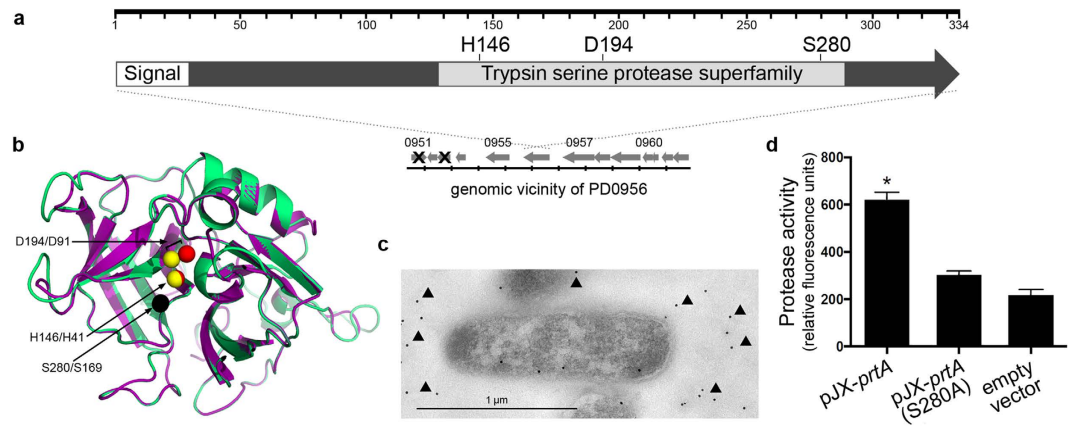 a
1 50 100 150 200 250 300 334
H146 D194 S280
Signal Trypsin serine protease superfamily
0951 0955 0957 0960
X X
genomic vicinity of PD0956
b
D194/D91
H146/H41
S280/S169
c
1 µm
d
Protease activity
(relative fluorescence units)
800
600
400
200
0
*
pJX-prtA
pJX-prtA
(S280A)
empty
vector